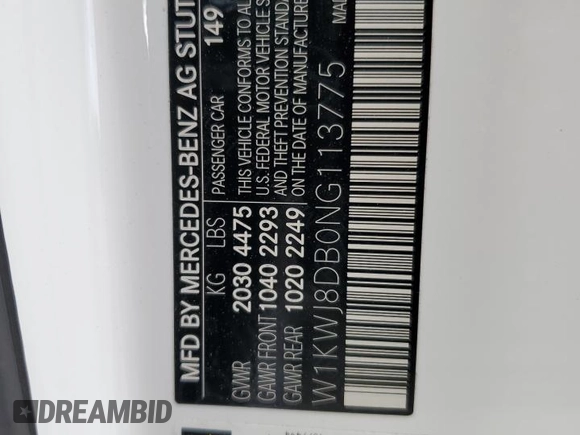 MFD BY MERCEDES-BENZ AG STUT
KG LBS PASSENGER CAR 149
GVWR 2030 4475 THIS VEHICLE CONFORMS TO AL
GAWR FRONT 1040 2293 U.S. FEDERAL MOTOR VEHICLE S
GAWR REAR 1020 2249 AND THEFT PREVENTION STANDA
ON THE DATE OF MANUFACTURE
W1KWJ8DB0NG113775
MA
DREAMBID